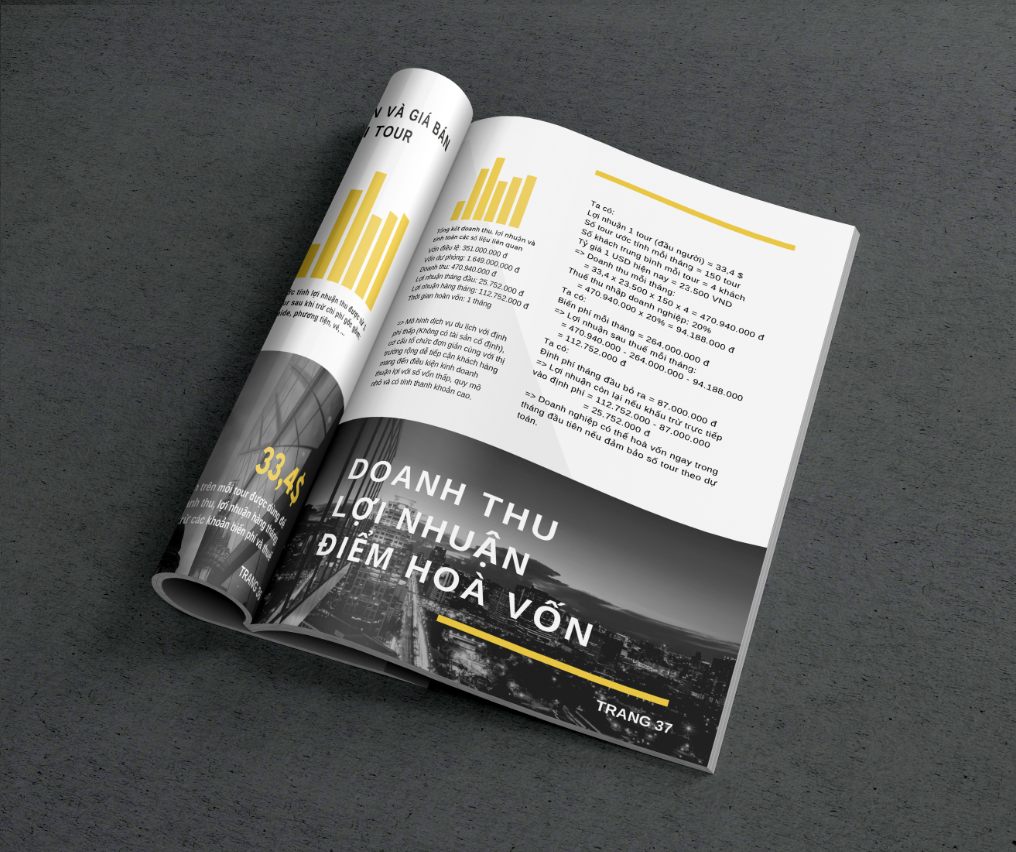 VÀ GIÁ BÁN
TOUR
tính lợi nhuận thu được từ 1
sau khi trừ chi phí gốc gồm:
phương tiện, vé,...
33,4$
trên mỗi tour được dùng để
thu, lợi nhuận hàng tháng
các khoản biến phí và thuế
TRANG 36
Tổng kết doanh thu, lợi nhuận và
bình toán các số liệu liên quan
Vốn điều lệ: 351.000.000 đ
Vốn dự phòng: 1.649.000.000 đ
Doanh thu: 470.940.000 đ
Lợi nhuận tháng đầu: 25.752.000 đ
Lợi nhuận hàng tháng: 112.752.000 đ
Thời gian hoàn vốn: 1 tháng
=> Mô hình dịch vụ du lịch với định
phí thấp (Không có tài sản cố định),
cơ cấu tổ chức đơn giản cùng với thị
trường rộng dễ tiếp cận khách hàng
mang đến điều kiện kinh doanh
thuận lợi với số vốn thấp, quy mô
nhỏ và có tính thanh khoản cao.
Ta có:
Lợi nhuận 1 tour (đầu người) = 33,4 $
Số tour ước tính mỗi tháng = 150 tour
Số khách trung bình mỗi tour = 4 khách
Tỷ giá 1 USD hiện nay = 23.500 VND
=> Doanh thu mỗi tháng:
= 33,4 x 23.500 x 150 x 4 = 470.940.000 đ
Thuế thu nhập doanh nghiệp: 20%
= 470.940.000 x 20% = 94.188.000 đ
Ta có:
Biến phí mỗi tháng = 264.000.000 đ
=> Lợi nhuận sau thuế mỗi tháng:
= 470.940.000 - 264.000.000 - 94.188.000
= 112.752.000 đ
Ta có:
Định phí tháng đầu bỏ ra = 87.000.000 đ
=> Lợi nhuận còn lại nếu khấu trừ trực tiếp
vào định phí = 112.752.000 - 87.000.000
= 25.752.000 đ
=> Doanh nghiệp có thể hoà vốn ngay trong
tháng đầu tiên nếu đảm bảo số tour theo dự
toán.
DOANH THU
LỢI NHUẬN
ĐIỂM HOÀ VỐN
TRANG 37